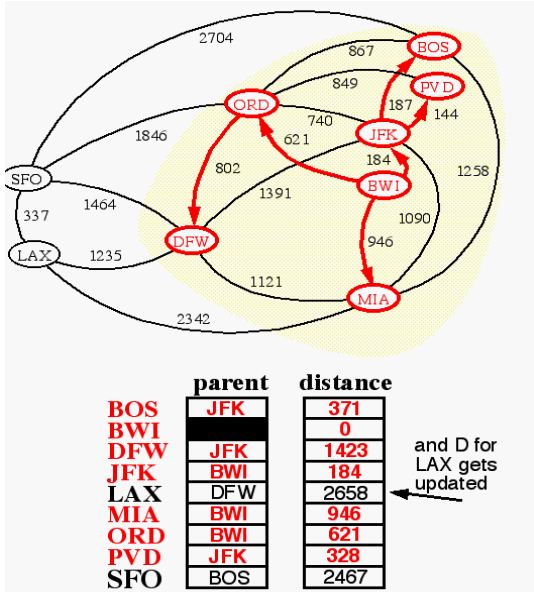 2704
BOS
867
849
PVD
ORD
187
144
740
JFK
1846
621
184
1258
802
SFO
BWI
1464
1391
1090
337
DFW
946
LAX
1235
1121
MIA
2342
parent distance
BOS JFK 371
BWI 0
DFW JFK 1423
JFK BWI 184
LAX DFW 2658
MIA BWI 946
ORD BWI 621
PVD JFK 328
SFO BOS 2467
and D for
LAX gets
updated